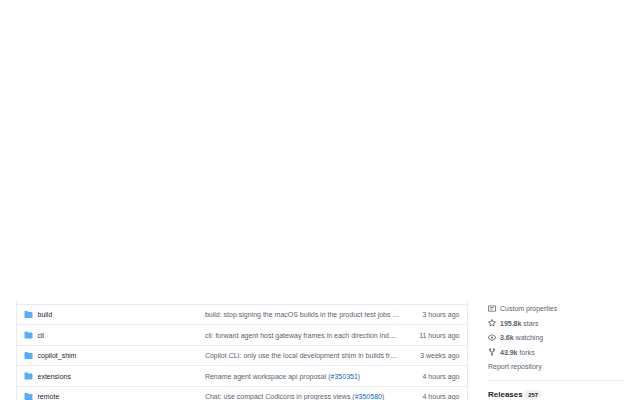 build build: stop signing the macOS builds in the product test jobs ... 3 hours ago
cli cli: forward agent host gateway frames in each direction ind... 11 hours ago
copilot_shim Copilot CLI: only use the local development shim in builds fr... 3 weeks ago
extensions Rename agent workspace api proposal (#350351) 4 hours ago
remote Chat: use compact Codicons in progress views (#350580) 4 hours ago
Custom properties
195.8k stars
3.6k watching
43.9k forks
Report repository
Releases 257